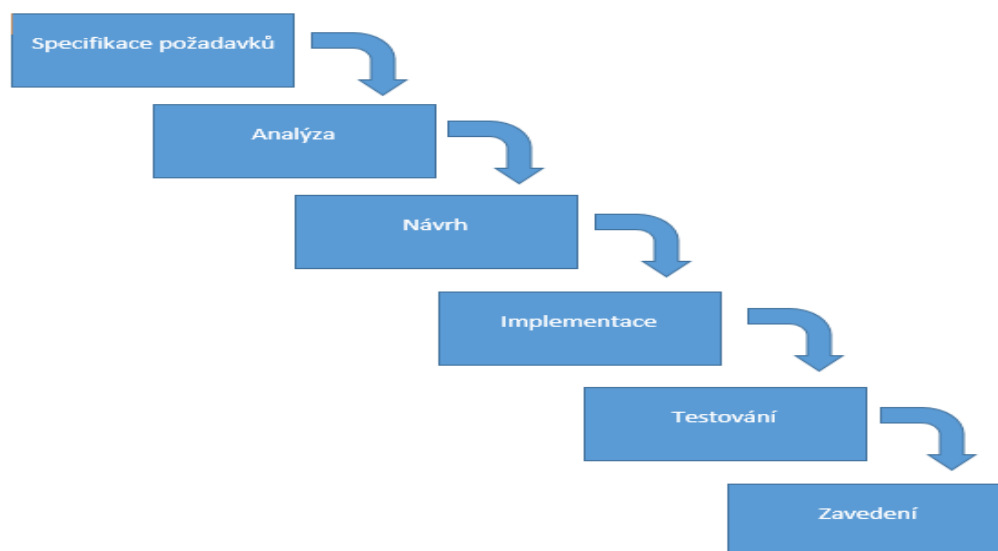 Specifikace požadavků
Analýza
Návrh
Implementace
Testování
Zavedení